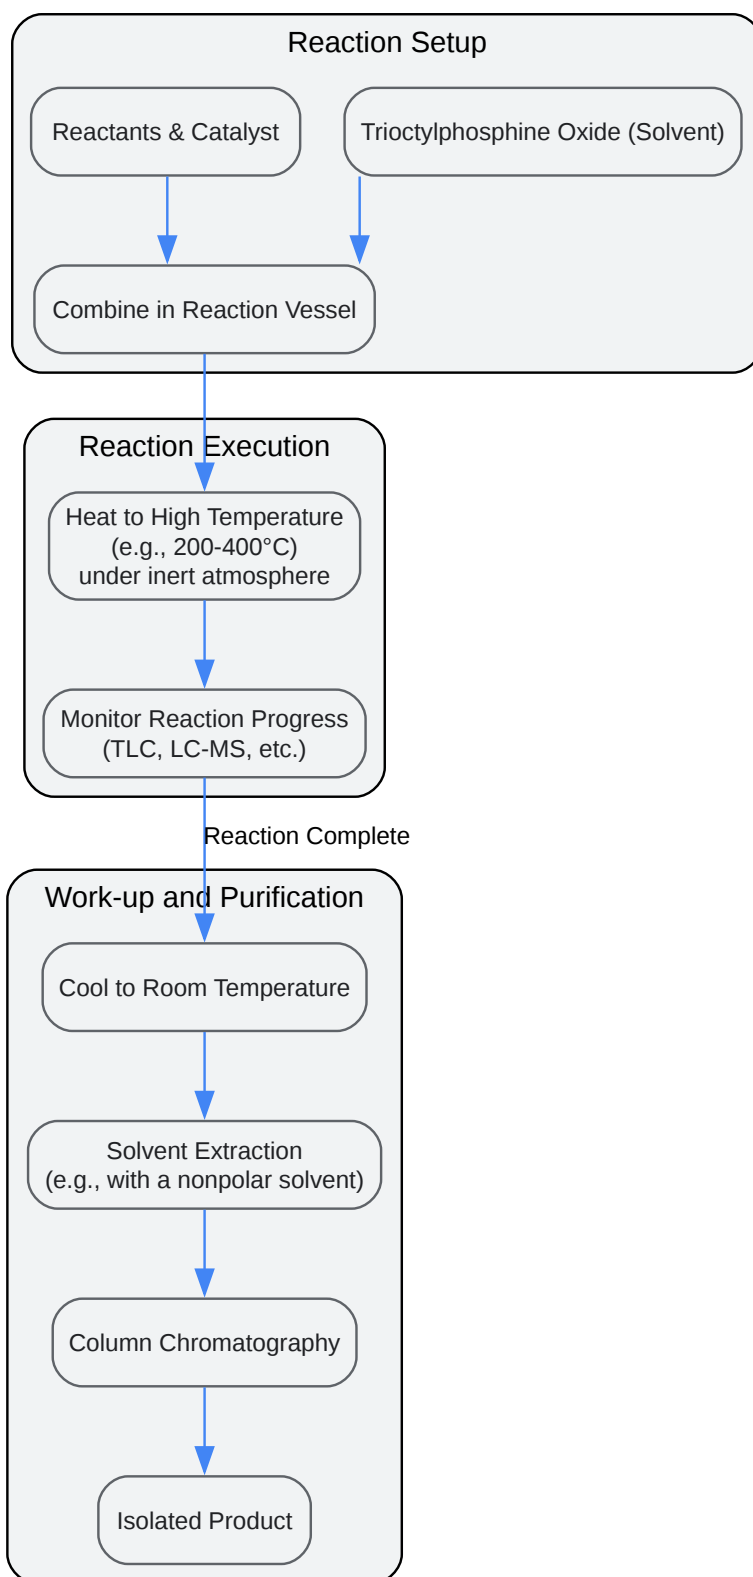 Reaction Setup
Reactants & Catalyst
Trioctylphosphine Oxide (Solvent)
Combine in Reaction Vessel
Reaction Execution
Heat to High Temperature
(e.g., 200-400°C)
under inert atmosphere
Monitor Reaction Progress
(TLC, LC-MS, etc.)
Reaction Complete
Work-up and Purification
Cool to Room Temperature
Solvent Extraction
(e.g., with a nonpolar solvent)
Column Chromatography
Isolated Product